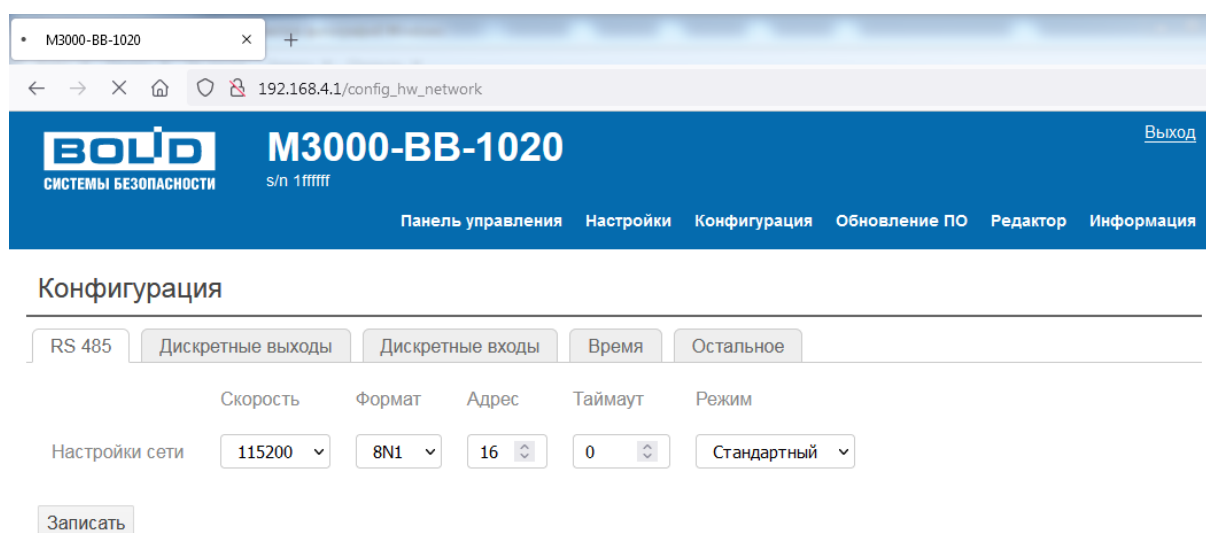 M3000-BB-1020
192.168.4.1/config_hw_network
Выход
BOLID
СИСТЕМЫ БЕЗОПАСНОСТИ
M3000-BB-1020
s/n 1ffffff
Панель управления Настройки Конфигурация Обновление ПО Редактор Информация
Конфигурация
RS 485 Дискретные выходы Дискретные входы Время Остальное
Скорость Формат Адрес Таймаут Режим
Настройки сети 115200 8N1 16 0 Стандартный
Записать